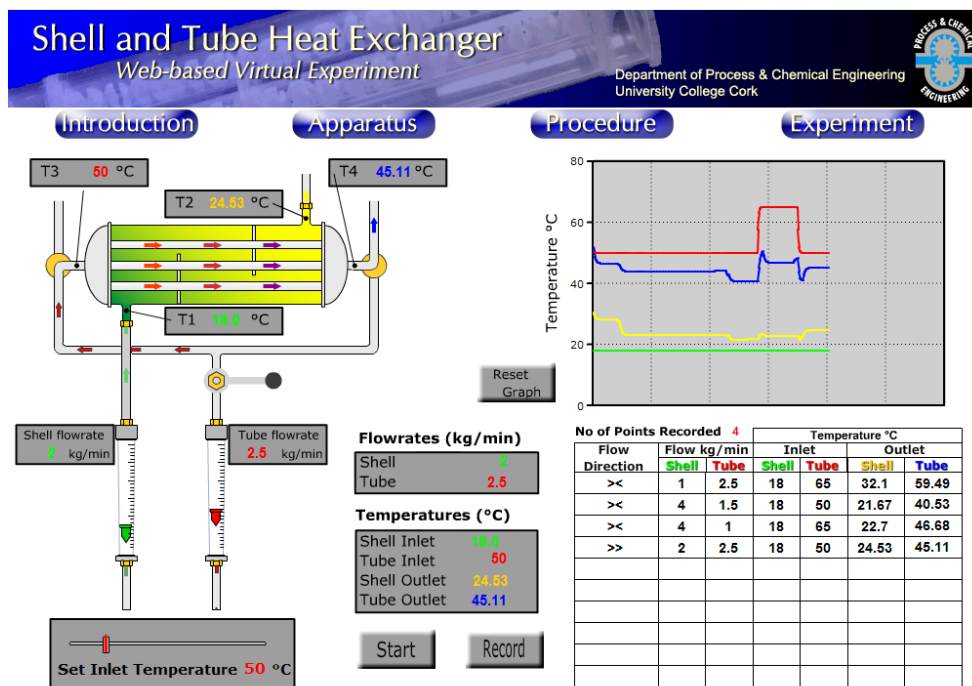 Shell and Tube Heat Exchanger
Web-based Virtual Experiment
Department of Process & Chemical Engineering
University College Cork
PROCESS & CHEMICAL
ENGINEERING
Introduction
Apparatus
Procedure
Experiment
T3 50 °C
T2 24.53 °C
T4 45.11 °C
T1 18.0 °C
Shell flowrate
2 kg/min
Tube flowrate
2.5 kg/min
Set Inlet Temperature 50 °C
Temperature °C
80
60
40
20
0
Reset
Graph
Flowrates (kg/min)
Shell 2
Tube 2.5
Temperatures (°C)
Shell Inlet 18.0
Tube Inlet 50
Shell Outlet 24.53
Tube Outlet 45.11
Start
Record
No of Points Recorded 4
Temperature °C
Flow Flow kg/min Inlet Outlet
Direction Shell Tube Shell Tube Shell Tube
>< 1 2.5 18 65 32.1 59.49
>< 4 1.5 18 50 21.67 40.53
>< 4 1 18 65 22.7 46.68
>> 2 2.5 18 50 24.53 45.11